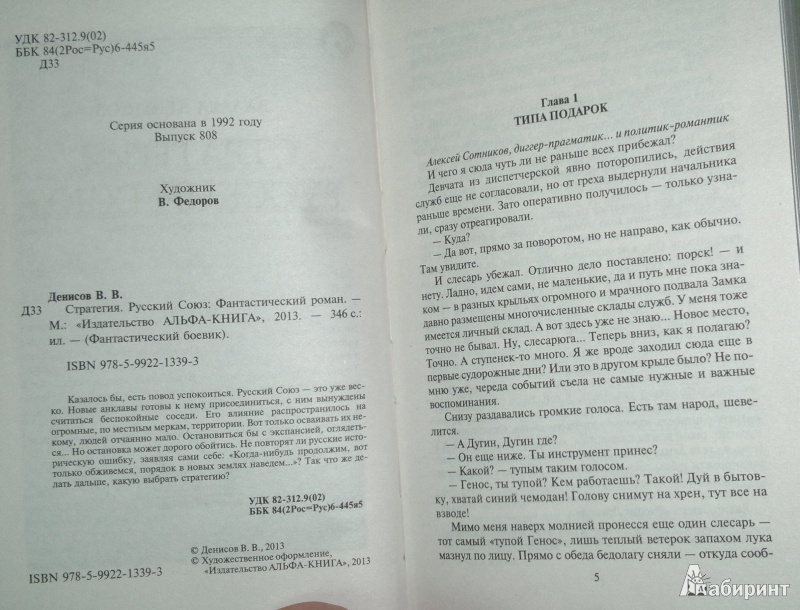 УДК 82-312.9(02)
ББК 84(2Рос=Рус)6-445я5
Д33
Серия основана в 1992 году
Выпуск 808
Художник
В. Федоров
Денисов В. В.
Д33 Стратегия. Русский Союз: Фантастический роман. —
М.: «Издательство АЛЬФА-КНИГА», 2013. — 346 с.:
ил. — (Фантастический боевик).
ISBN 978-5-9922-1339-3
Казалось бы, есть повод успокоиться. Русский Союз — это уже вес-
ко. Новые анклавы готовы к нему присоединиться, с ним вынуждены
считаться беспокойные соседи. Его влияние распространилось на
огромные, по местным меркам, территории. Вот только осваивать их не-
кому, людей отчаянно мало. Остановиться бы с экспансией, оглядеть-
ся... Но остановка может дорого обойтись. Не повторят ли русские исто-
рическую ошибку, заявляя сами себе: «Когда-нибудь продолжим, вот
только обживемся, порядок в новых землях наведем...»? Так что же де-
лать дальше, какую выбрать стратегию?
УДК 82-312.9(02)
ББК 84(2Рос=Рус)6-445я5
© Денисов В. В., 2013
© Художественное оформление,
«Издательство АЛЬФА-КНИГА», 2013
ISBN 978-5-9922-1339-3
Глава 1
ТИПА ПОДАРОК
Алексей Сотников, диггер-прагматик... и политик-романтик
И чего я сюда чуть ли не раньше всех прибежал?
Девчата из диспетчерской явно поторопились, действия
служб еще не согласовали, но от греха выдернули начальника
раньше времени. Зато оперативно получилось — только узна-
ли, сразу отреагировали.
— Куда?
— Да вот, прямо за поворотом, но не направо, как обычно.
Там увидите.
И слесарь убежал. Отлично дело поставлено: порск! — и
нету. Ладно, идем сами, не маленькие, да и путь мне пока зна-
ком — в разных крыльях огромного и мрачного подвала Замка
давно размещены многочисленные склады служб. У меня тоже
имеется личный склад. А вот здесь уже не знаю... Новое место,
точно не бывал. Ну, слесарюга... Теперь вниз, как я полагаю?
Точно. А ступенек-то много. Я же вроде заходил сюда еще в
первые судорожные дни? Или это в другом крыле было? Не по-
мню уже, череда событий съела не самые нужные и важные
воспоминания.
Снизу раздавались громкие голоса. Есть там народ, шеве-
лится.
— А Дугин, Дугин где?
— Он еще ниже. Ты инструмент принес?
— Какой? — тупым таким голосом.
— Генос, ты тупой? Кем работаешь? Такой! Дуй в бытов-
ку, хватай синий чемодан! Голову снимут на хрен, тут все на
взводе!
Мимо меня наверх молнией пронесся еще один слесарь —
тот самый «тупой Генос», лишь теплый ветерок запахом лука
мазнул по лицу. Прямо с обеда бедолагу сняли — откуда сооб-
5
Лабиринт